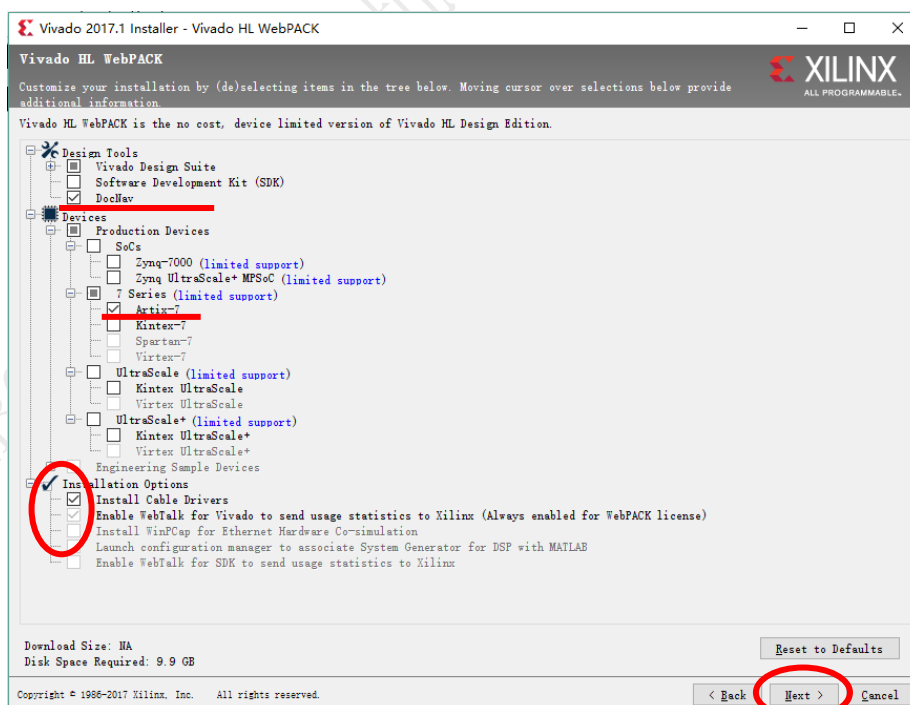 Vivado 2017.1 Installer - Vivado HL WebPACK
Vivado HL WebPACK
XILINX
ALL PROGRAMMABLE.
Customize your installation by (de)selecting items in the tree below. Moving cursor over selections below provide
additional information.
Vivado HL WebPACK is the no cost, device limited version of Vivado HL Design Edition.
Design Tools
Vivado Design Suite
Software Development Kit (SDK)
DocNav
Devices
Production Devices
SoCs
Zynq-7000 (limited support)
Zynq UltraScale+ MPSoC (limited support)
7 Series (limited support)
Artix-7
Kintex-7
Spartan-7
Virtex-7
UltraScale (limited support)
Kintex UltraScale
Virtex UltraScale
UltraScale+ (limited support)
Kintex UltraScale+
Virtex UltraScale+
Engineering Sample Devices
Installation Options
Install Cable Drivers
Enable WebTalk for Vivado to send usage statistics to Xilinx (Always enabled for WebPACK license)
Install WinPCap for Ethernet Hardware Co-simulation
Launch configuration manager to associate System Generator for DSP with MATLAB
Enable WebTalk for SDK to send usage statistics to Xilinx
Download Size: NA
Disk Space Required: 9.9 GB
Reset to Defaults
Copyright © 1986-2017 Xilinx, Inc. All rights reserved.
< Back
Next >
Cancel